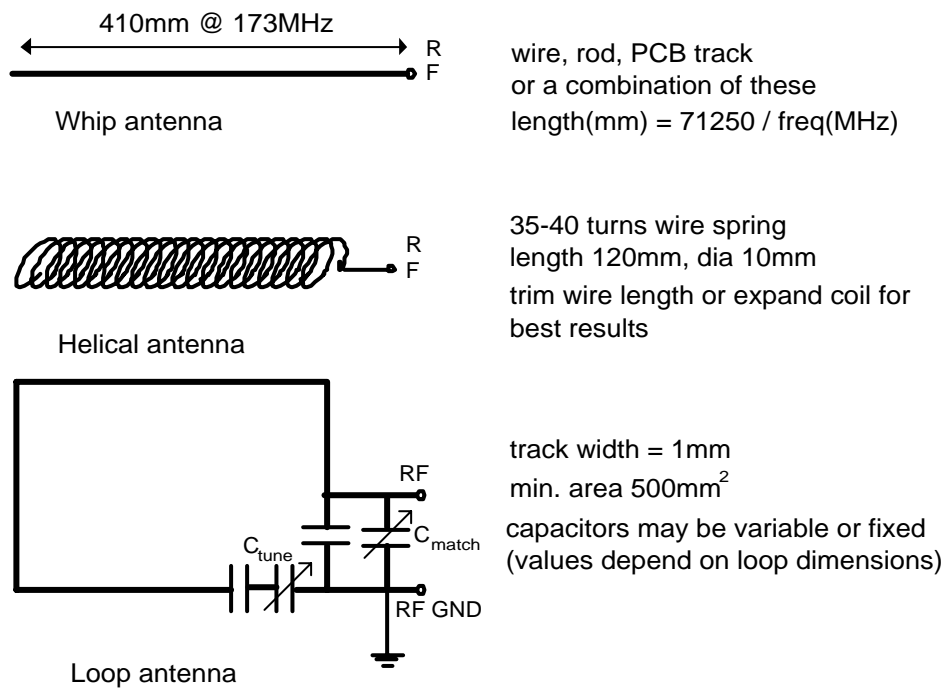 410mm @ 173MHz
R
F
Whip antenna
wire, rod, PCB track
or a combination of these
length(mm) = 71250 / freq(MHz)
R
F
Helical antenna
35-40 turns wire spring
length 120mm, dia 10mm
trim wire length or expand coil for
best results
RF
C match
C tune
RF GND
Loop antenna
track width = 1mm
min. area 500mm²
capacitors may be variable or fixed
(values depend on loop dimensions)